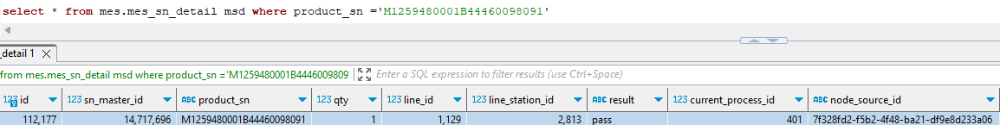 select * from mes.mes_sn_detail msd where product_sn ='M1259480001B44460098091'
_detail 1
from mes.mes_sn_detail msd where product_sn ='M1259480001B4446009809' Enter a SQL expression to filter results (use Ctrl+Space)
123 id 123 sn_master_id ABC product_sn 123 qty 123 line_id 123 line_station_id ABC result 123 current_process_id ABC node_source_id
112,177 14,717,696 M1259480001B44460098091 1 1,129 2,813 pass 401 7f328fd2-f5b2-4f48-ba21-df9e8d233a06